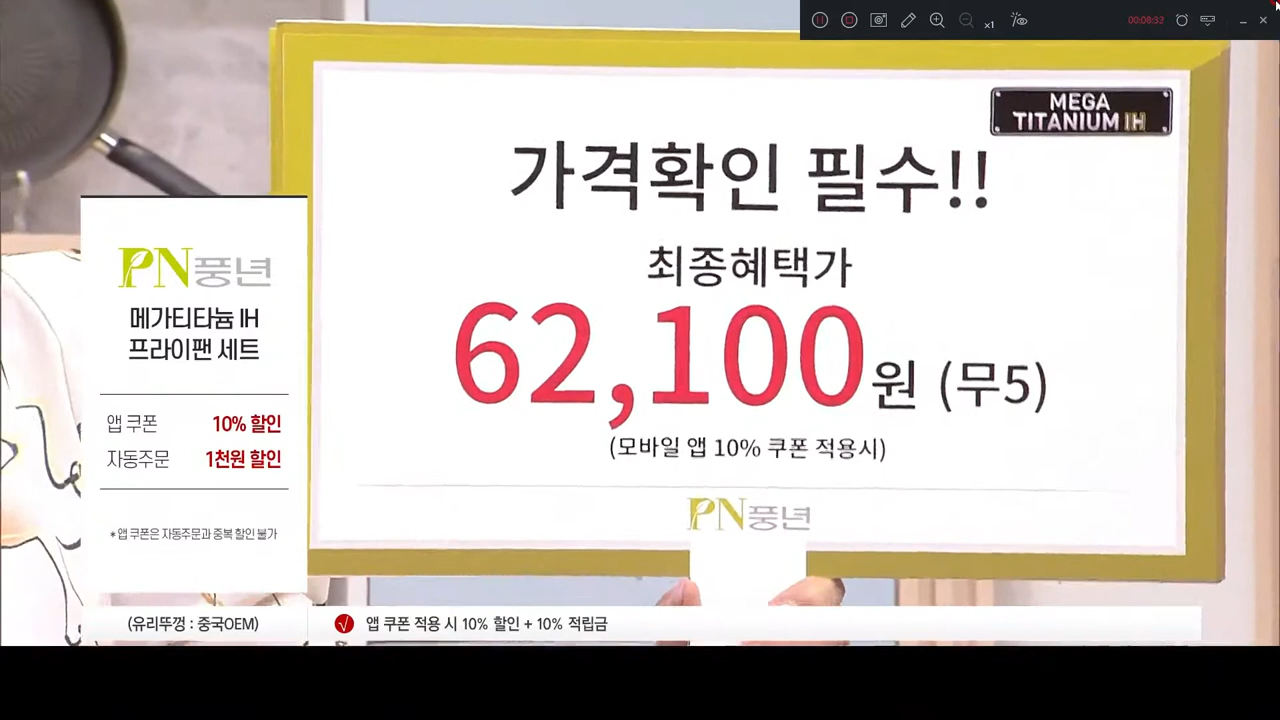 x1
00:08:32
MEGA
TITANIUM IH
가격확인 필수!!
최종혜택가
62,100원 (무5)
(모바일 앱 10% 쿠폰 적용시)
PN풍년
PN풍년
메가티타늄 IH
프라이팬 세트
앱 쿠폰 10% 할인
자동주문 1천원 할인
* 앱 쿠폰은 자동주문과 중복 할인 불가
(유리뚜껑 : 중국OEM)
앱 쿠폰 적용 시 10% 할인 + 10% 적립금